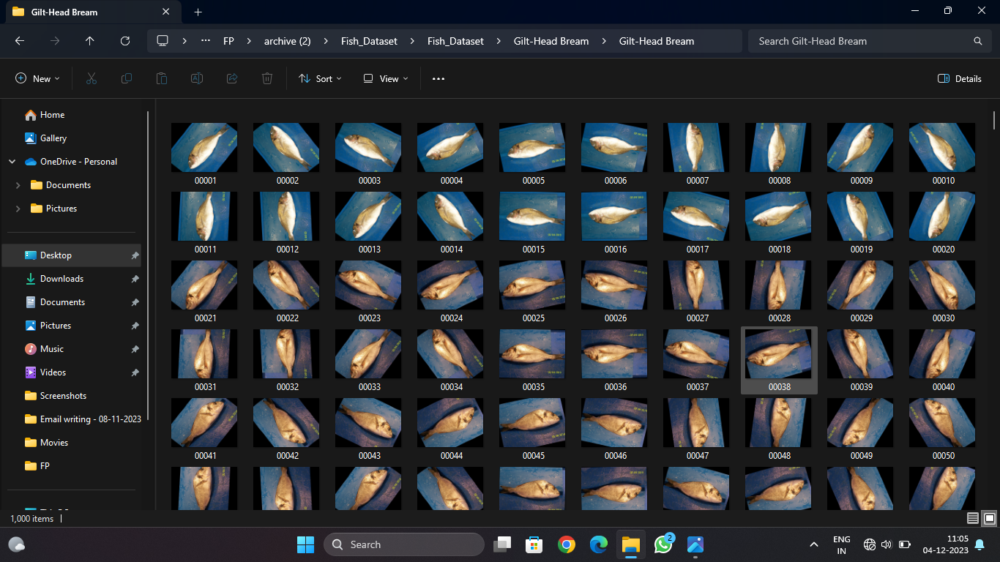 Gilt-Head Bream
FP archive (2) Fish_Dataset Fish_Dataset Gilt-Head Bream Gilt-Head Bream Search Gilt-Head Bream
New Sort View Details
Home
Gallery
OneDrive - Personal
Documents
Pictures
Desktop
Downloads
Documents
Pictures
Music
Videos
Screenshots
Email writing - 08-11-2023
Movies
FP
00001 00002 00003 00004 00005 00006 00007 00008 00009 00010
00011 00012 00013 00014 00015 00016 00017 00018 00019 00020
00021 00022 00023 00024 00025 00026 00027 00028 00029 00030
00031 00032 00033 00034 00035 00036 00037 00038 00039 00040
00041 00042 00043 00044 00045 00046 00047 00048 00049 00050
1,000 items
Search
2
ENG
IN
11:05
04-12-2023